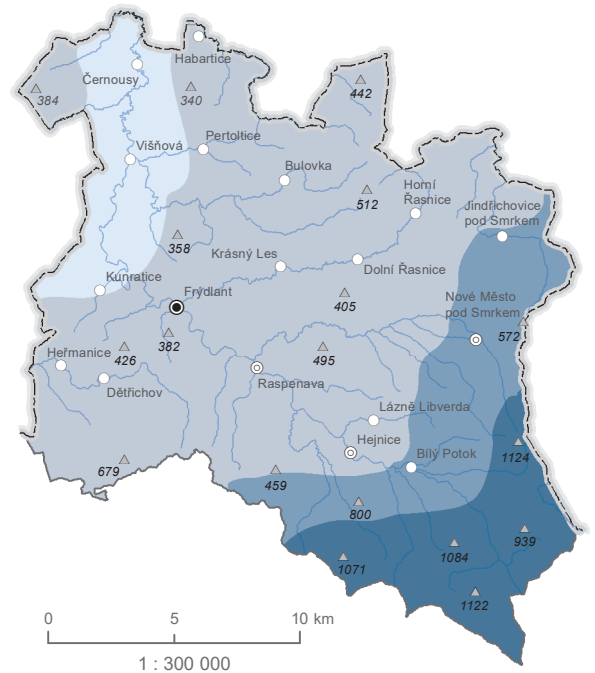 Habartice
Černousy
384
340
442
Višňová
Pertoltice
Bulovka
512
Horní
Řasnice
Jindřichovice
pod Smrkem
358
Krásný Les
Dolní Řasnice
Kunratice
Frýdlant
405
Nové Město
pod Smrkem
572
382
426
495
Heřmanice
Dětřichov
Raspenava
Lázně Libverda
Hejnice
Bílý Potok
1124
679
459
800
939
1084
1071
1122
0 5 10 km
1 : 300 000